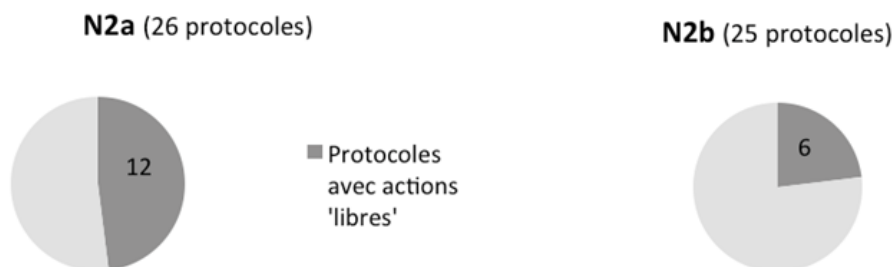 N2a (26 protocoles)
N2b (25 protocoles)
12
Protocoles
avec actions
'libres'
6